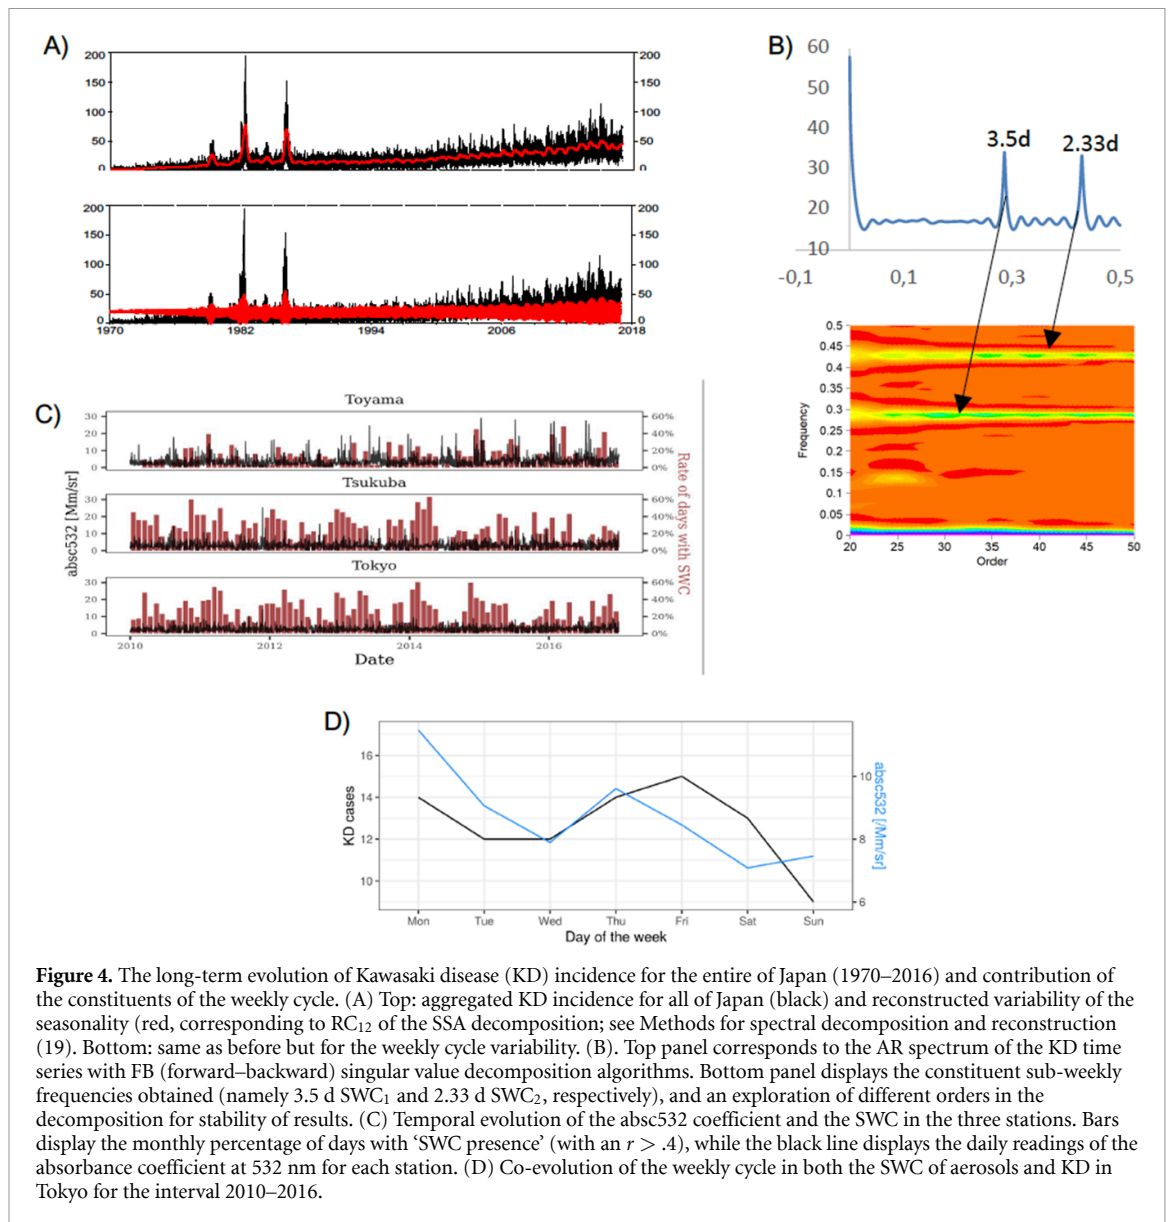 A)
200
150
100
50
0
200
150
100
50
0
200
150
100
50
0
200
150
100
50
0
1970
1982
1994
2006
2018
B)
60
50
40
30
20
10
3.5d
2.33d
-0,1
0,1
0,3
0,5
0.5
0.45
0.4
0.35
0.3
0.25
0.2
0.15
0.1
0.05
0
Frequency
20
25
30
35
40
45
50
Order
C)
Toyama
30
20
10
0
60%
40%
20%
0%
Tsukuba
30
20
10
0
60%
40%
20%
0%
Tokyo
30
20
10
0
60%
40%
20%
0%
absc532 [Mm/sr]
Rate of days with SWC
2010
2012
2014
2016
Date
D)
16
14
12
10
KD cases
10
8
6
absc532 [/Mm/sr]
Mon
Tue
Wed
Thu
Fri
Sat
Sun
Day of the week
Figure 4. The long-term evolution of Kawasaki disease (KD) incidence for the entire of Japan (1970–2016) and contribution of
the constituents of the weekly cycle. (A) Top: aggregated KD incidence for all of Japan (black) and reconstructed variability of the
seasonality (red, corresponding to RC₁₂ of the SSA decomposition; see Methods for spectral decomposition and reconstruction
(19). Bottom: same as before but for the weekly cycle variability. (B). Top panel corresponds to the AR spectrum of the KD time
series with FB (forward–backward) singular value decomposition algorithms. Bottom panel displays the constituent sub-weekly
frequencies obtained (namely 3.5 d SWC₁ and 2.33 d SWC₂, respectively), and an exploration of different orders in the
decomposition for stability of results. (C) Temporal evolution of the absc532 coefficient and the SWC in the three stations. Bars
display the monthly percentage of days with ‘SWC presence’ (with an r > .4), while the black line displays the daily readings of the
absorbance coefficient at 532 nm for each station. (D) Co-evolution of the weekly cycle in both the SWC of aerosols and KD in
Tokyo for the interval 2010–2016.